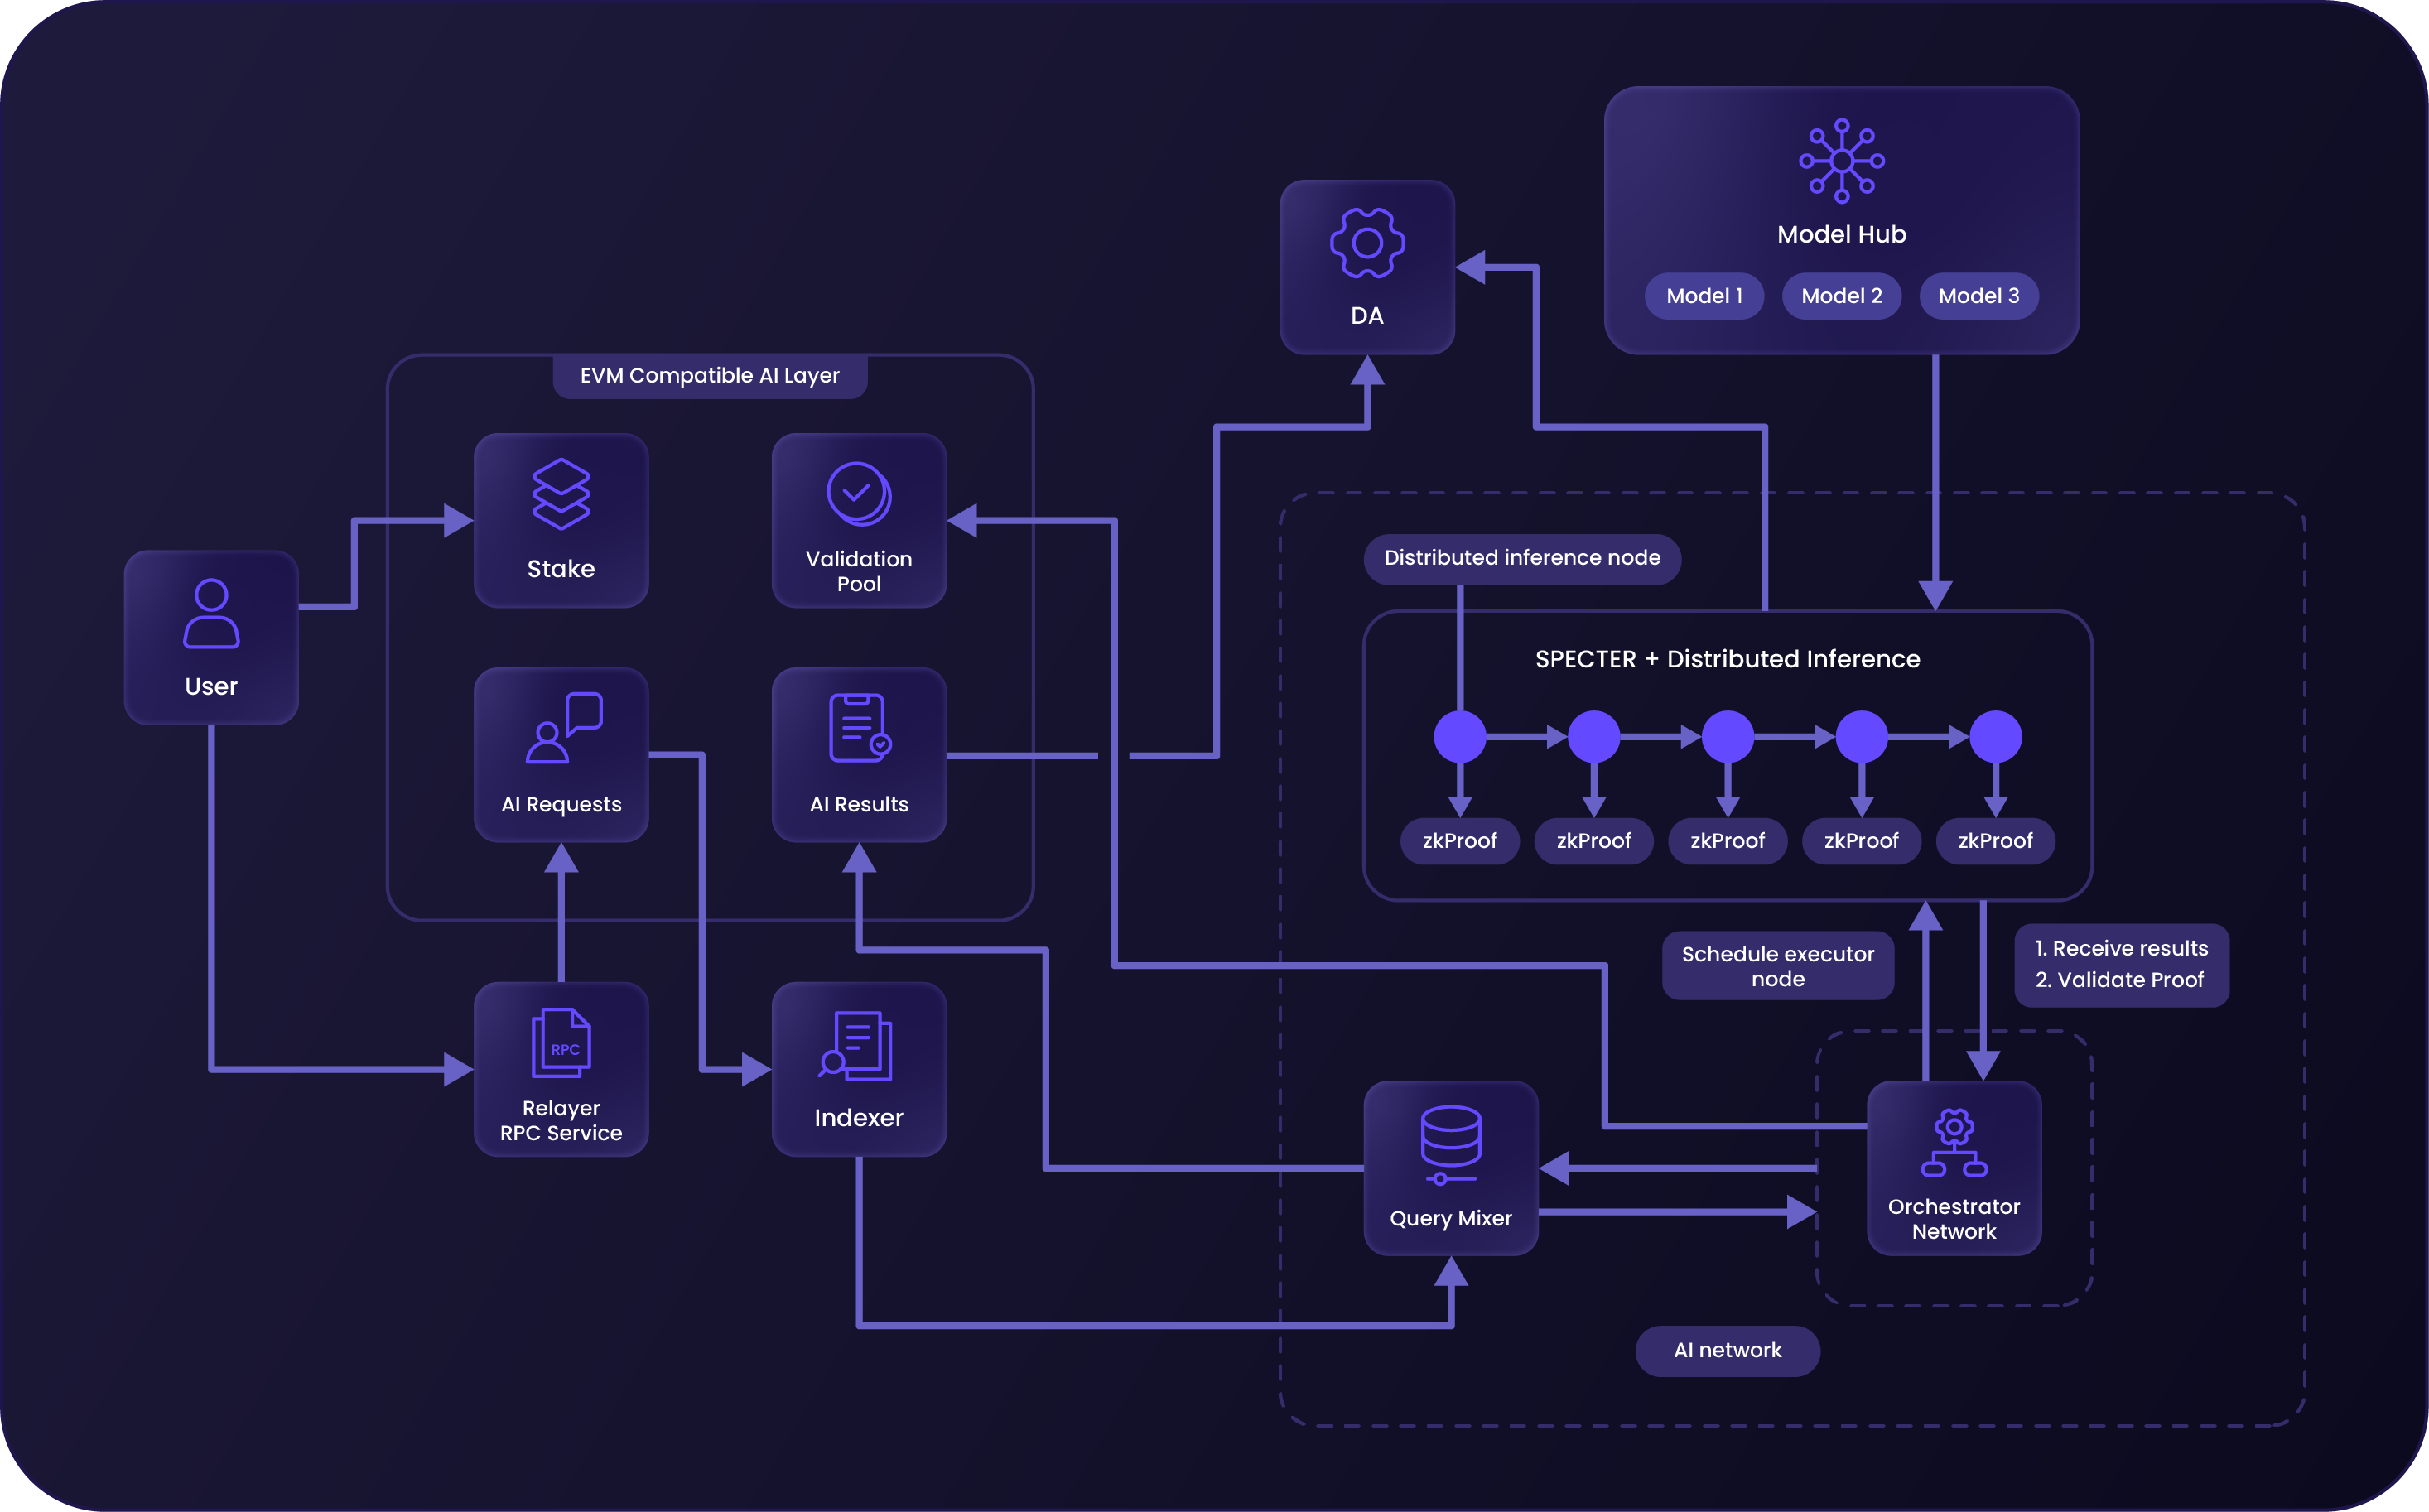 Model Hub
Model 1
Model 2
Model 3
DA
EVM Compatible AI Layer
Stake
Validation
Pool
User
AI Requests
AI Results
Distributed inference node
SPECTER + Distributed Inference
zkProof
zkProof
zkProof
zkProof
zkProof
Schedule executor
node
1. Receive results
2. Validate Proof
RPC
Relayer
RPC Service
Indexer
Query Mixer
Orchestrator
Network
AI network